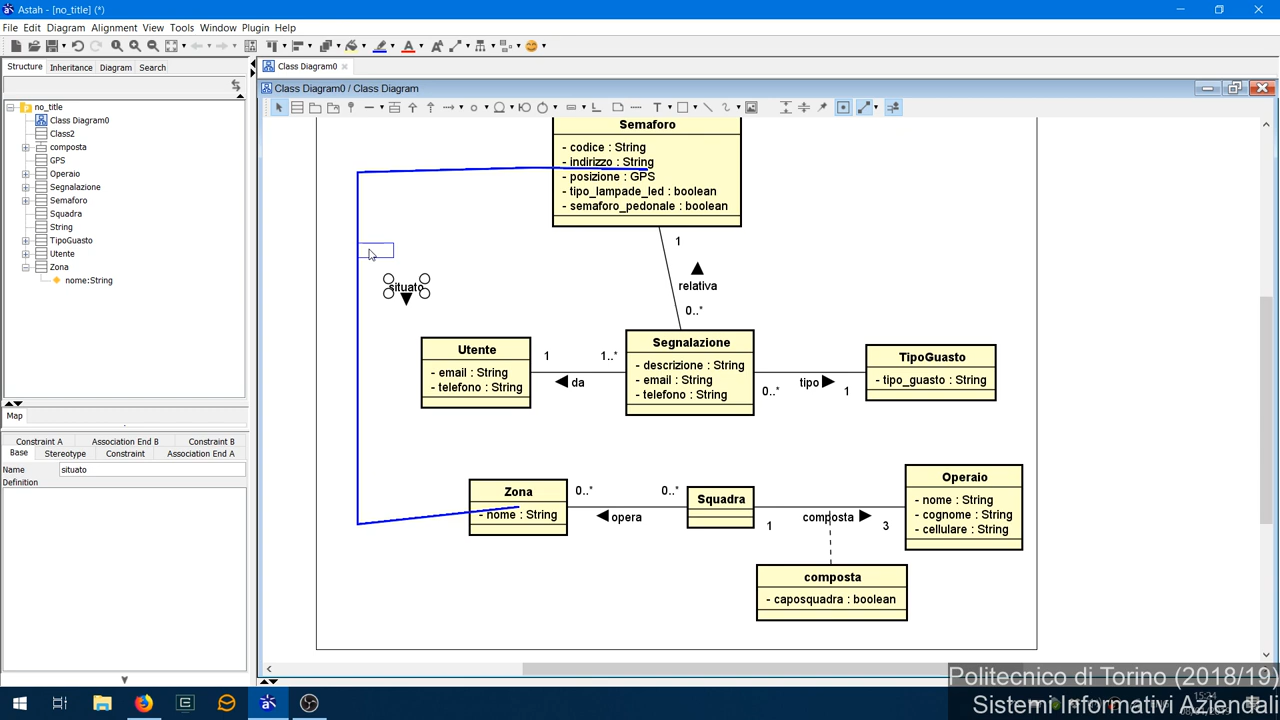 Astah - [no_title] (*)
File Edit Diagram Alignment View Tools Window Plugin Help
Structure Inheritance Diagram Search
Class Diagram0
Class Diagram0 / Class Diagram
no_title
Class Diagram0
Class2
composta
GPS
Operaio
Segnalazione
Semaforo
Squadra
String
TipoGuasto
Utente
Zona
nome:String
Map
Constraint A Association End B Constraint B
Base Stereotype Constraint Association End A
Name situato
Definition
Semaforo
- codice : String
- indirizzo : String
- posizione : GPS
- tipo_lampade_led : boolean
- semaforo_pedonale : boolean
1
relativa
0..*
situato
Utente
- email : String
- telefono : String
1 1..*
da
Segnalazione
- descrizione : String
- email : String
- telefono : String
tipo
0..* 1
TipoGuasto
- tipo_guasto : String
Zona
- nome : String
0..* 0..*
opera
Squadra
composta
1 3
Operaio
- nome : String
- cognome : String
- cellulare : String
composta
- caposquadra : boolean
Politecnico di Torino (2018/19)
Sistemi Informativi Aziendali
15:24